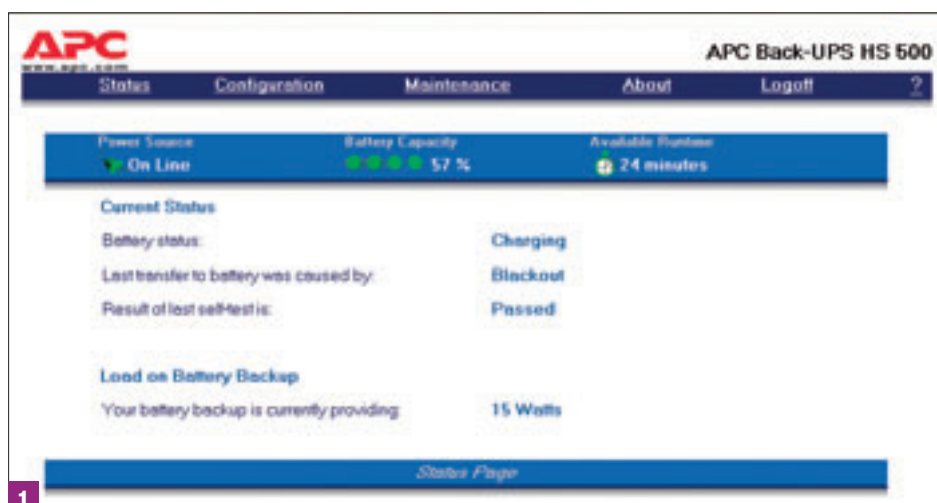 APC
www.apc.com
APC Back-UPS HS 500
Status Configuration Maintenance About Logoff ?
Power Source Battery Capacity Available Runtime
On Line 57 % 24 minutes
Current Status
Battery status: Charging
Last transfer to battery was caused by: Blackout
Result of last self-test is: Passed
Load on Battery Backup
Your battery backup is currently providing: 15 Watts
Status Page
1